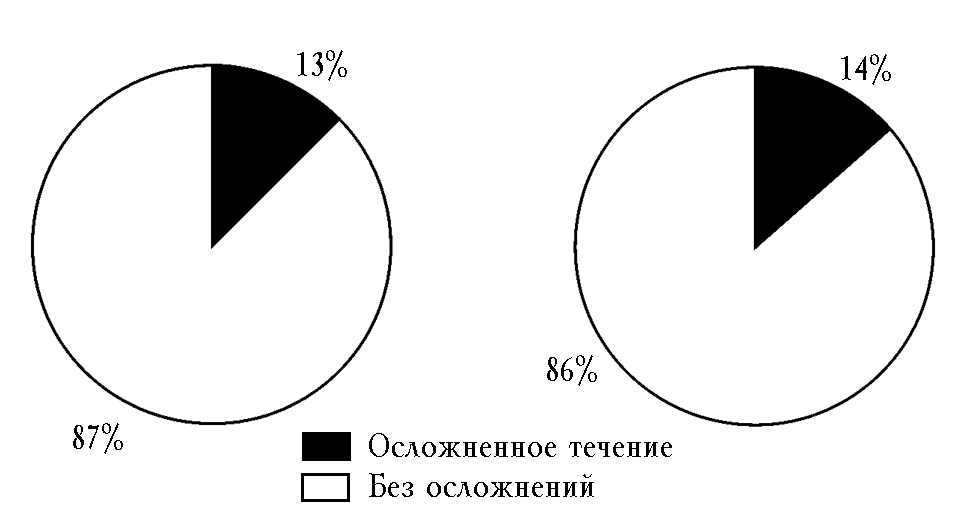 13%
14%
86%
87%
Осложненное течение
Без осложнений